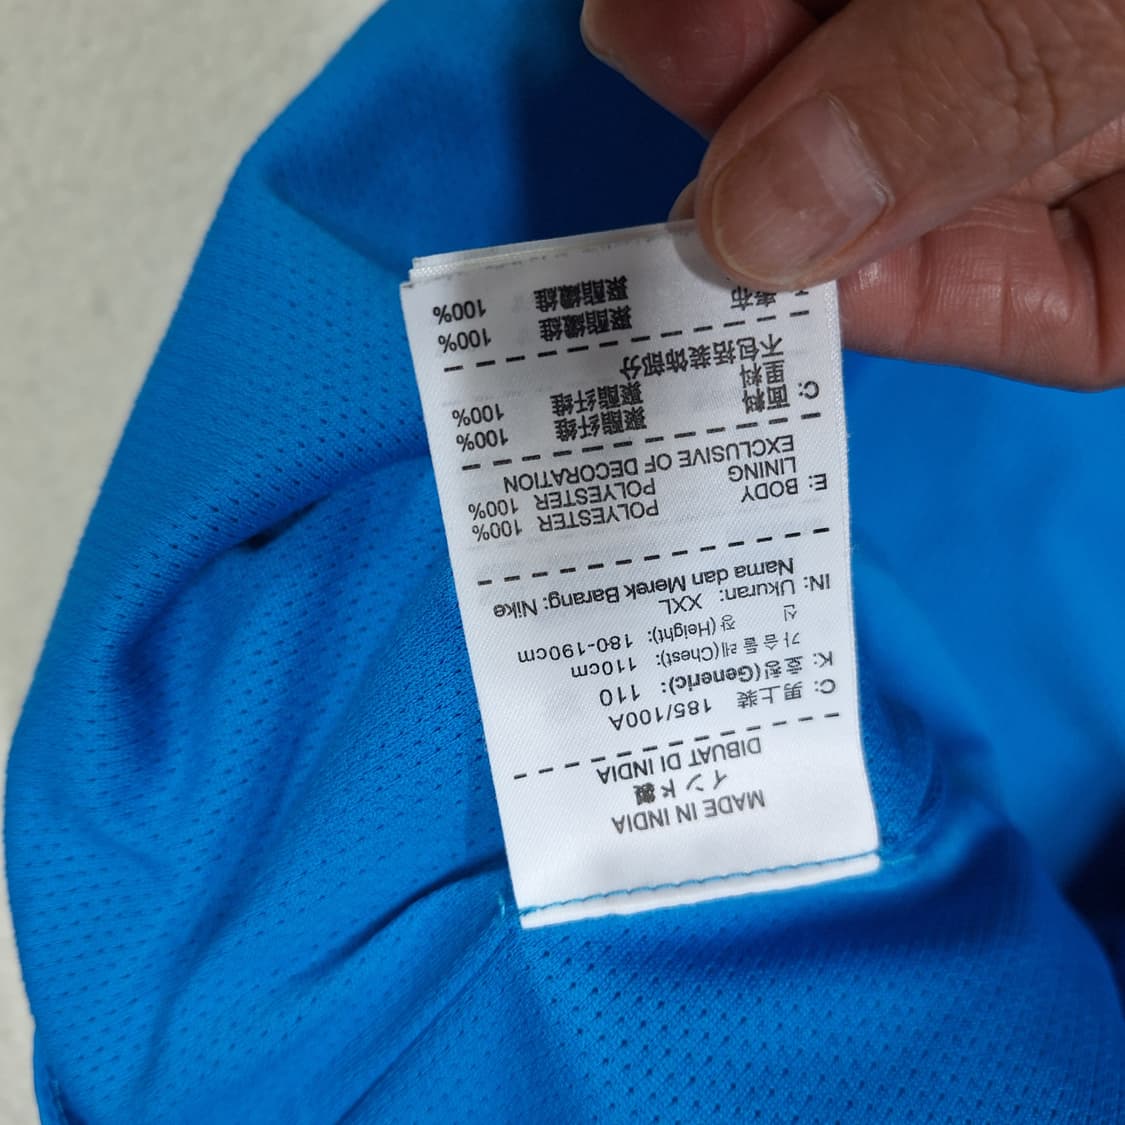 MADE IN INDIA
インド製
DIBUAT DI INDIA
C: 男上装 185/100A
K: 호칭(Generic): 110
가슴둘레(Chest): 110cm
신 장(Height): 180-190cm
IN: Ukuran: XXL
Nama dan Merek Barang: Nike
E: BODY POLYESTER 100%
LINING POLYESTER 100%
EXCLUSIVE OF DECORATION
C: 面料 聚酯纤维 100%
里料 聚酯纤维 100%
不包括装饰部分
表布 聚酯纖維 100%
聚酯纖維 100%